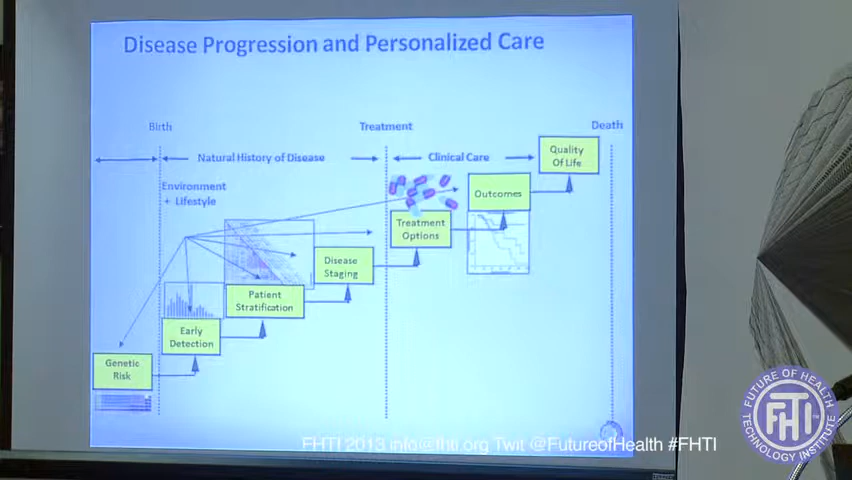 Disease Progression and Personalized Care
Birth
Treatment
Death
Natural History of Disease
Clinical Care
Quality
Of Life
Environment
+ Lifestyle
Outcomes
Treatment
Options
Disease
Staging
Patient
Stratification
Early
Detection
Genetic
Risk
FHTI 2013 info@fhti.org Twit @FutureofHealth #FHTI
FUTURE OF HEALTH
FHTI
TECHNOLOGY INSTITUTE